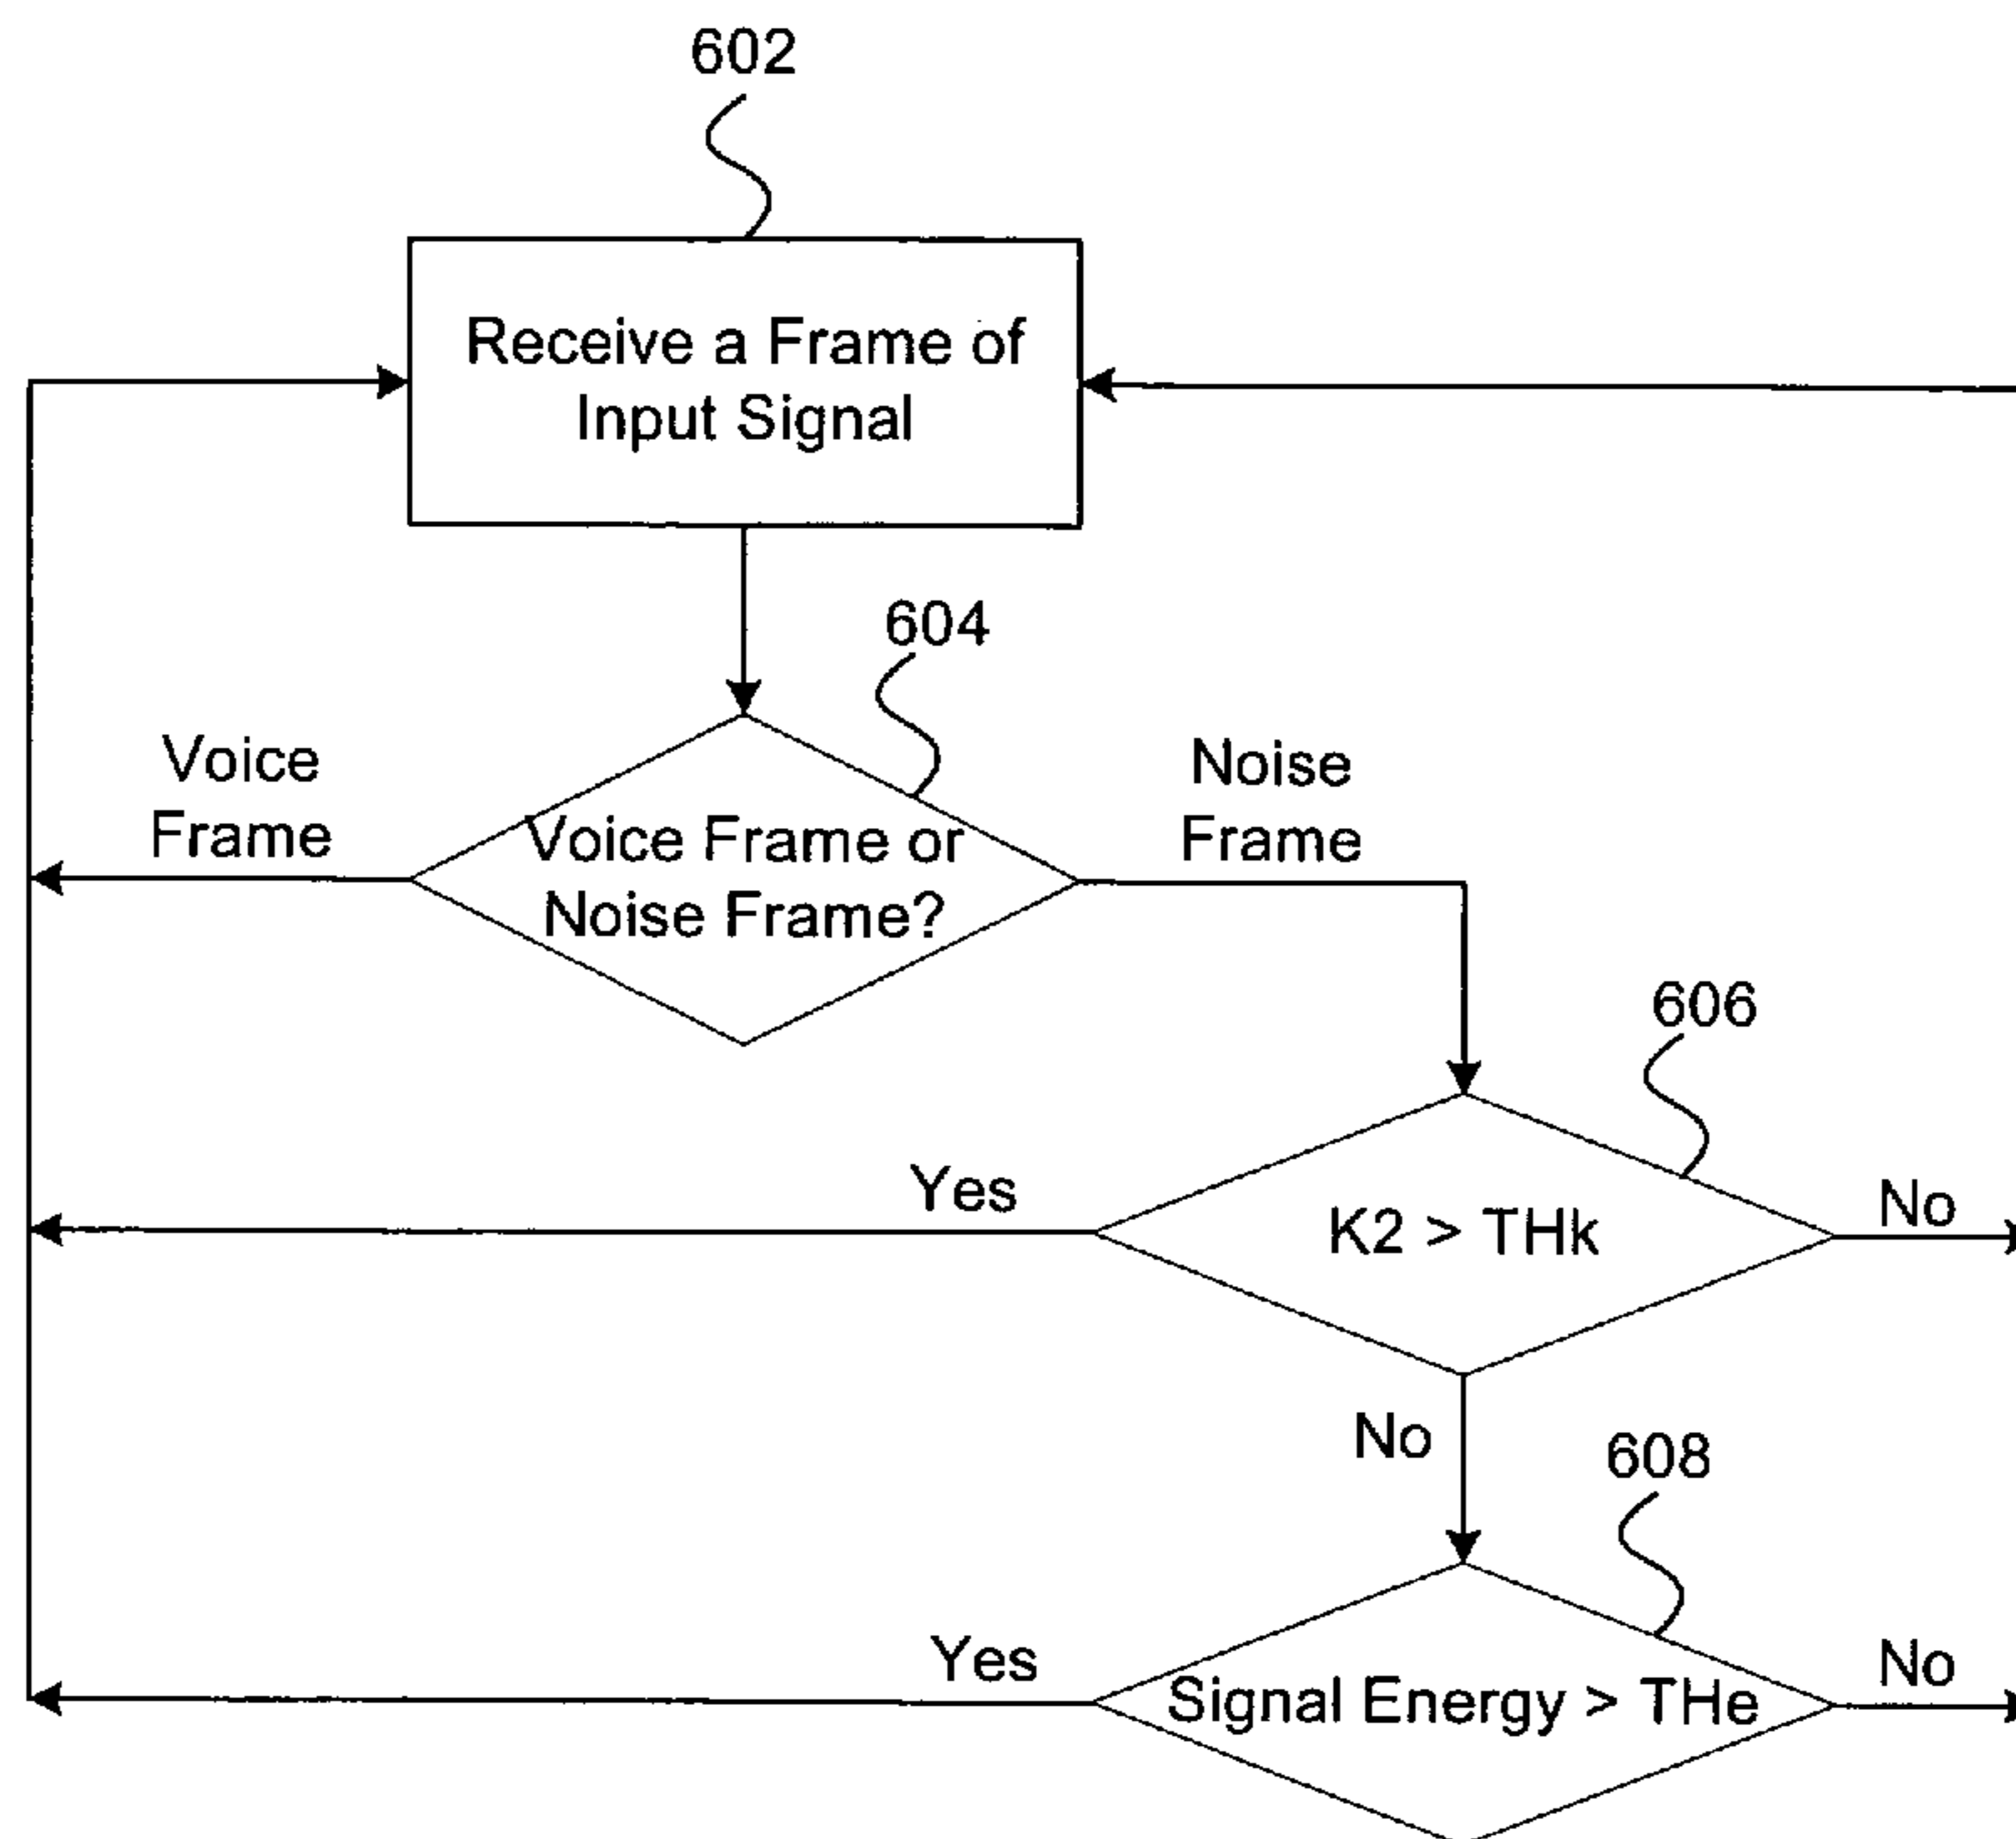 602
Receive a Frame of
Input Signal
604
Voice
Frame
Voice Frame or
Noise Frame?
Noise
Frame
606
Yes
K2 > THk
No
No
608
Yes
Signal Energy > THe
No